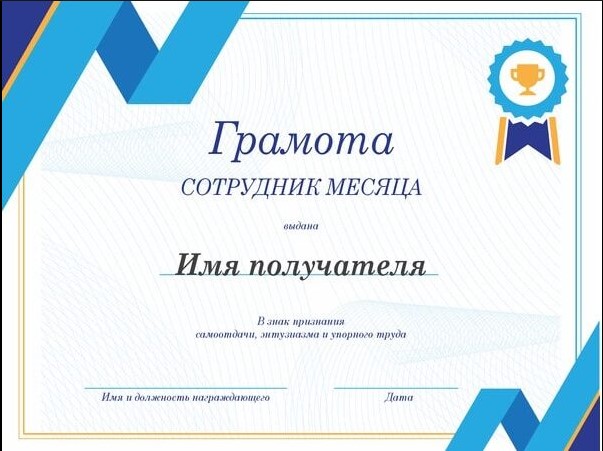 Грамота
СОТРУДНИК МЕСЯЦА
выдана
Имя получателя
В знак признания
самоотдачи, энтузиазма и упорного труда
Имя и должность награждающего
Дата